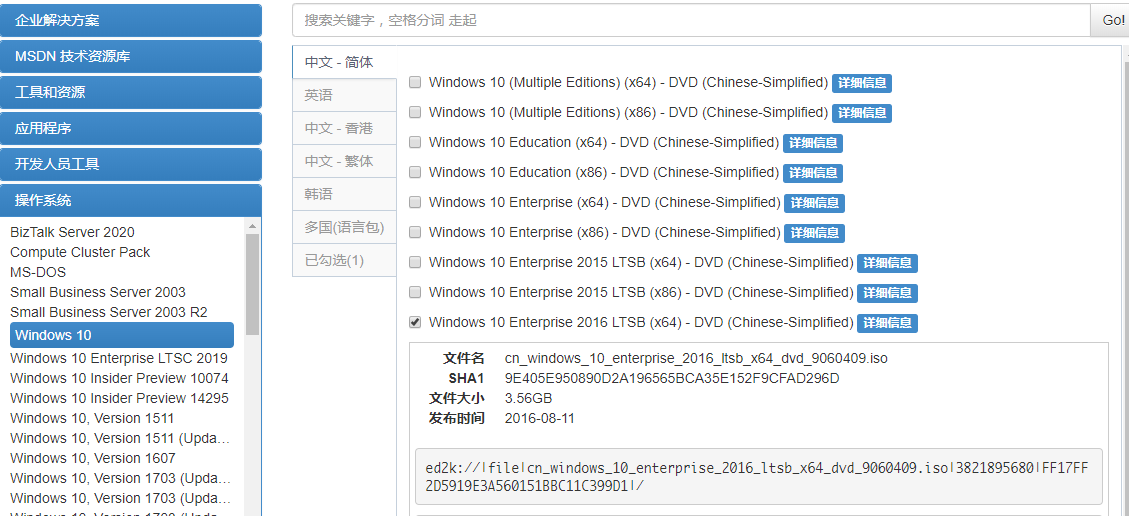 企业解决方案
MSDN 技术资源库
工具和资源
应用程序
开发人员工具
操作系统
BizTalk Server 2020
Compute Cluster Pack
MS-DOS
Small Business Server 2003
Small Business Server 2003 R2
Windows 10
Windows 10 Enterprise LTSC 2019
Windows 10 Insider Preview 10074
Windows 10 Insider Preview 14295
Windows 10, Version 1511
Windows 10, Version 1511 (Upda…
Windows 10, Version 1607
Windows 10, Version 1703 (Upda…
Windows 10, Version 1703 (Upda…
搜索关键字，空格分词 走起
Go!
中文 - 简体
英语
中文 - 香港
中文 - 繁体
韩语
多国(语言包)
已勾选(1)
Windows 10 (Multiple Editions) (x64) - DVD (Chinese-Simplified) 详细信息
Windows 10 (Multiple Editions) (x86) - DVD (Chinese-Simplified) 详细信息
Windows 10 Education (x64) - DVD (Chinese-Simplified) 详细信息
Windows 10 Education (x86) - DVD (Chinese-Simplified) 详细信息
Windows 10 Enterprise (x64) - DVD (Chinese-Simplified) 详细信息
Windows 10 Enterprise (x86) - DVD (Chinese-Simplified) 详细信息
Windows 10 Enterprise 2015 LTSB (x64) - DVD (Chinese-Simplified) 详细信息
Windows 10 Enterprise 2015 LTSB (x86) - DVD (Chinese-Simplified) 详细信息
Windows 10 Enterprise 2016 LTSB (x64) - DVD (Chinese-Simplified) 详细信息
文件名 cn_windows_10_enterprise_2016_ltsb_x64_dvd_9060409.iso
SHA1 9E405E950890D2A196565BCA35E152F9CFAD296D
文件大小 3.56GB
发布时间 2016-08-11
ed2k://|file|cn_windows_10_enterprise_2016_ltsb_x64_dvd_9060409.iso|3821895680|FF17FF
2D5919E3A560151BBC11C399D1|/